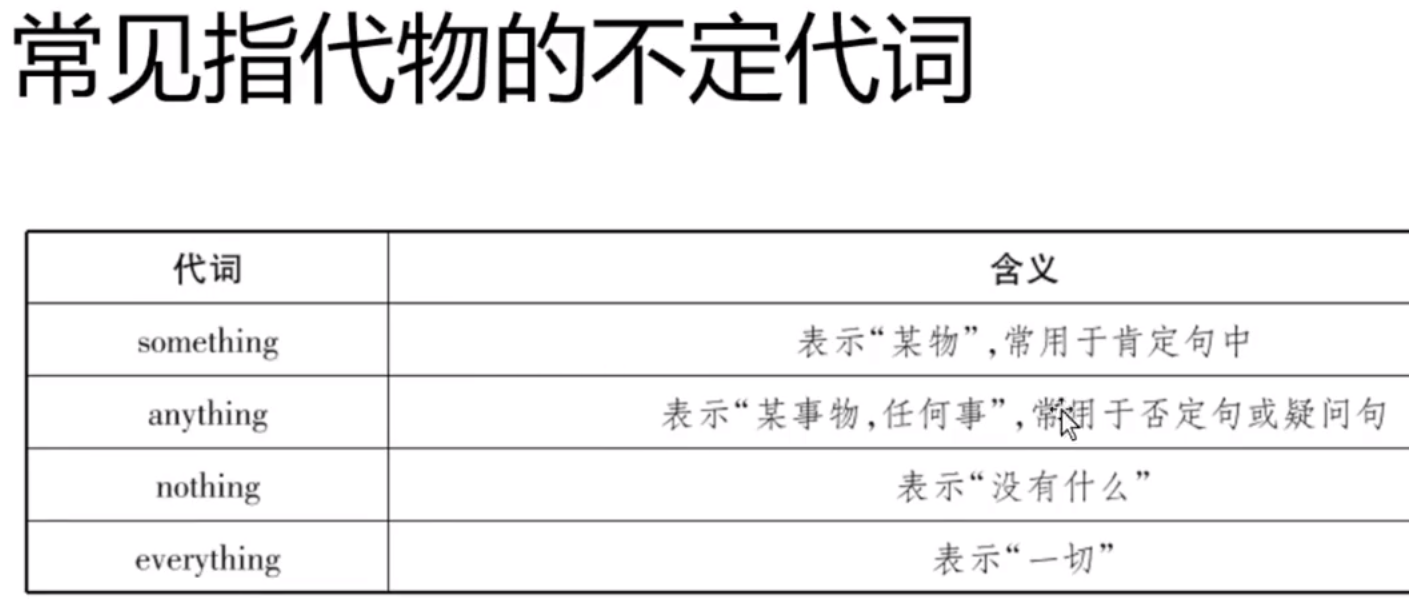 常见指代物的不定代词
代词 含义
something 表示“某物”,常用于肯定句中
anything 表示“某事物,任何事”,常用于否定句或疑问句
nothing 表示“没有什么”
everything 表示“一切”